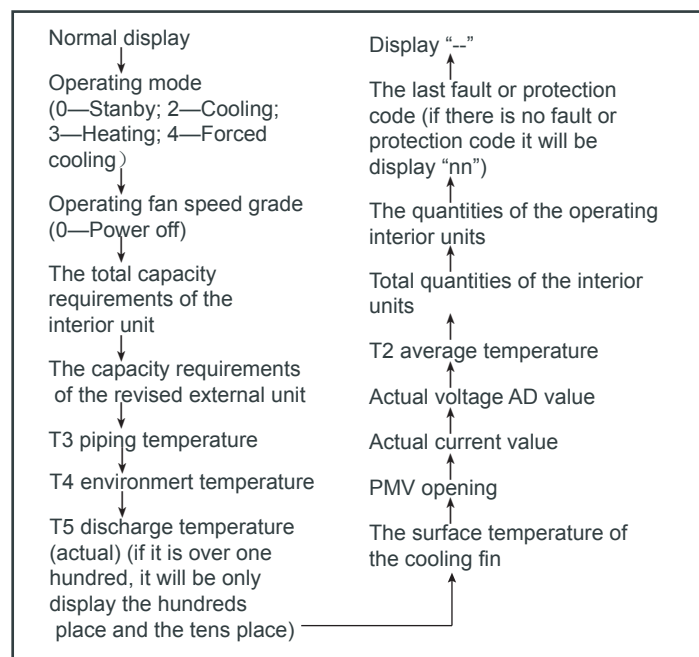 Normal display
Operating mode
(0—Stanby; 2—Cooling;
3—Heating; 4—Forced
cooling）
Operating fan speed grade
(0—Power off)
The total capacity
requirements of the
interior unit
The capacity requirements
of the revised external unit
T3 piping temperature
T4 environmert temperature
T5 discharge temperature
(actual) (if it is over one
hundred, it will be only
display the hundreds
place and the tens place)
The surface temperature of
the cooling fin
PMV opening
Actual current value
Actual voltage AD value
T2 average temperature
Total quantities of the interior
units
The quantities of the operating
interior units
The last fault or protection
code (if there is no fault or
protection code it will be
display “nn”)
Display “--”